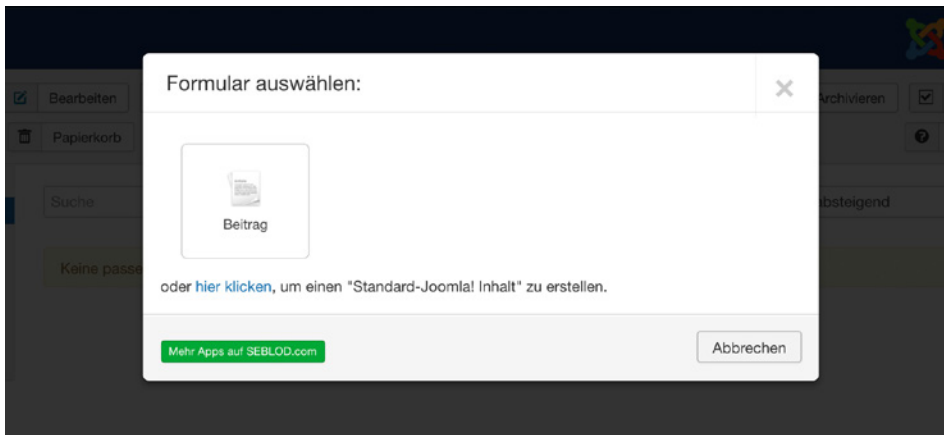 Formular auswählen:
×
Bearbeiten
Archivieren
Papierkorb
Suche
absteigend
Beitrag
Keine passe
oder hier klicken, um einen "Standard-Joomla! Inhalt" zu erstellen.
Mehr Apps auf SEBLOD.com
Abbrechen